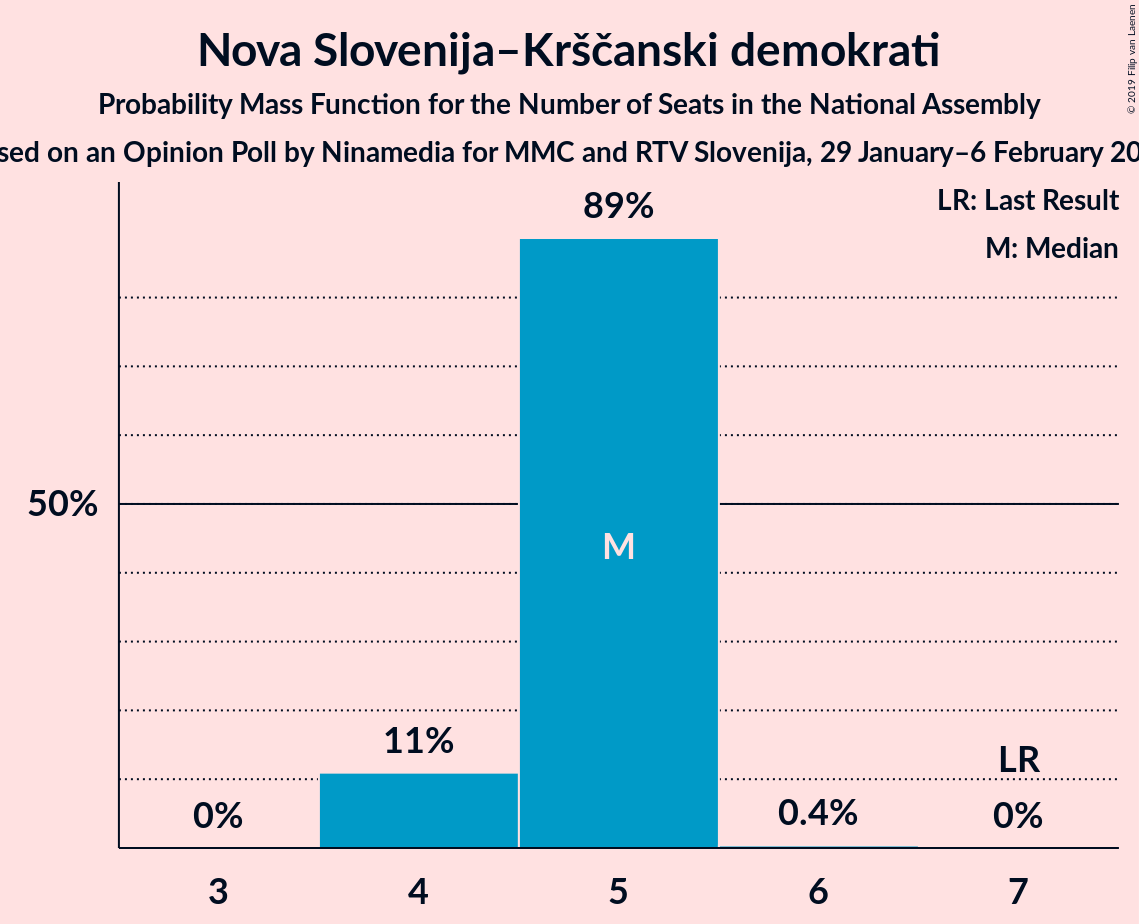 Nova Slovenija–Krščanski demokrati
Probability Mass Function for the Number of Seats in the National Assembly
on an Opinion Poll by Ninamedia for MMC and RTV Slovenija, 29 January–6 February
© 2019 Filip van Laenen
LR: Last Result
M: Median
89%
50%
M
11%
LR
0%
0.4%
0%
3 4 5 6 7